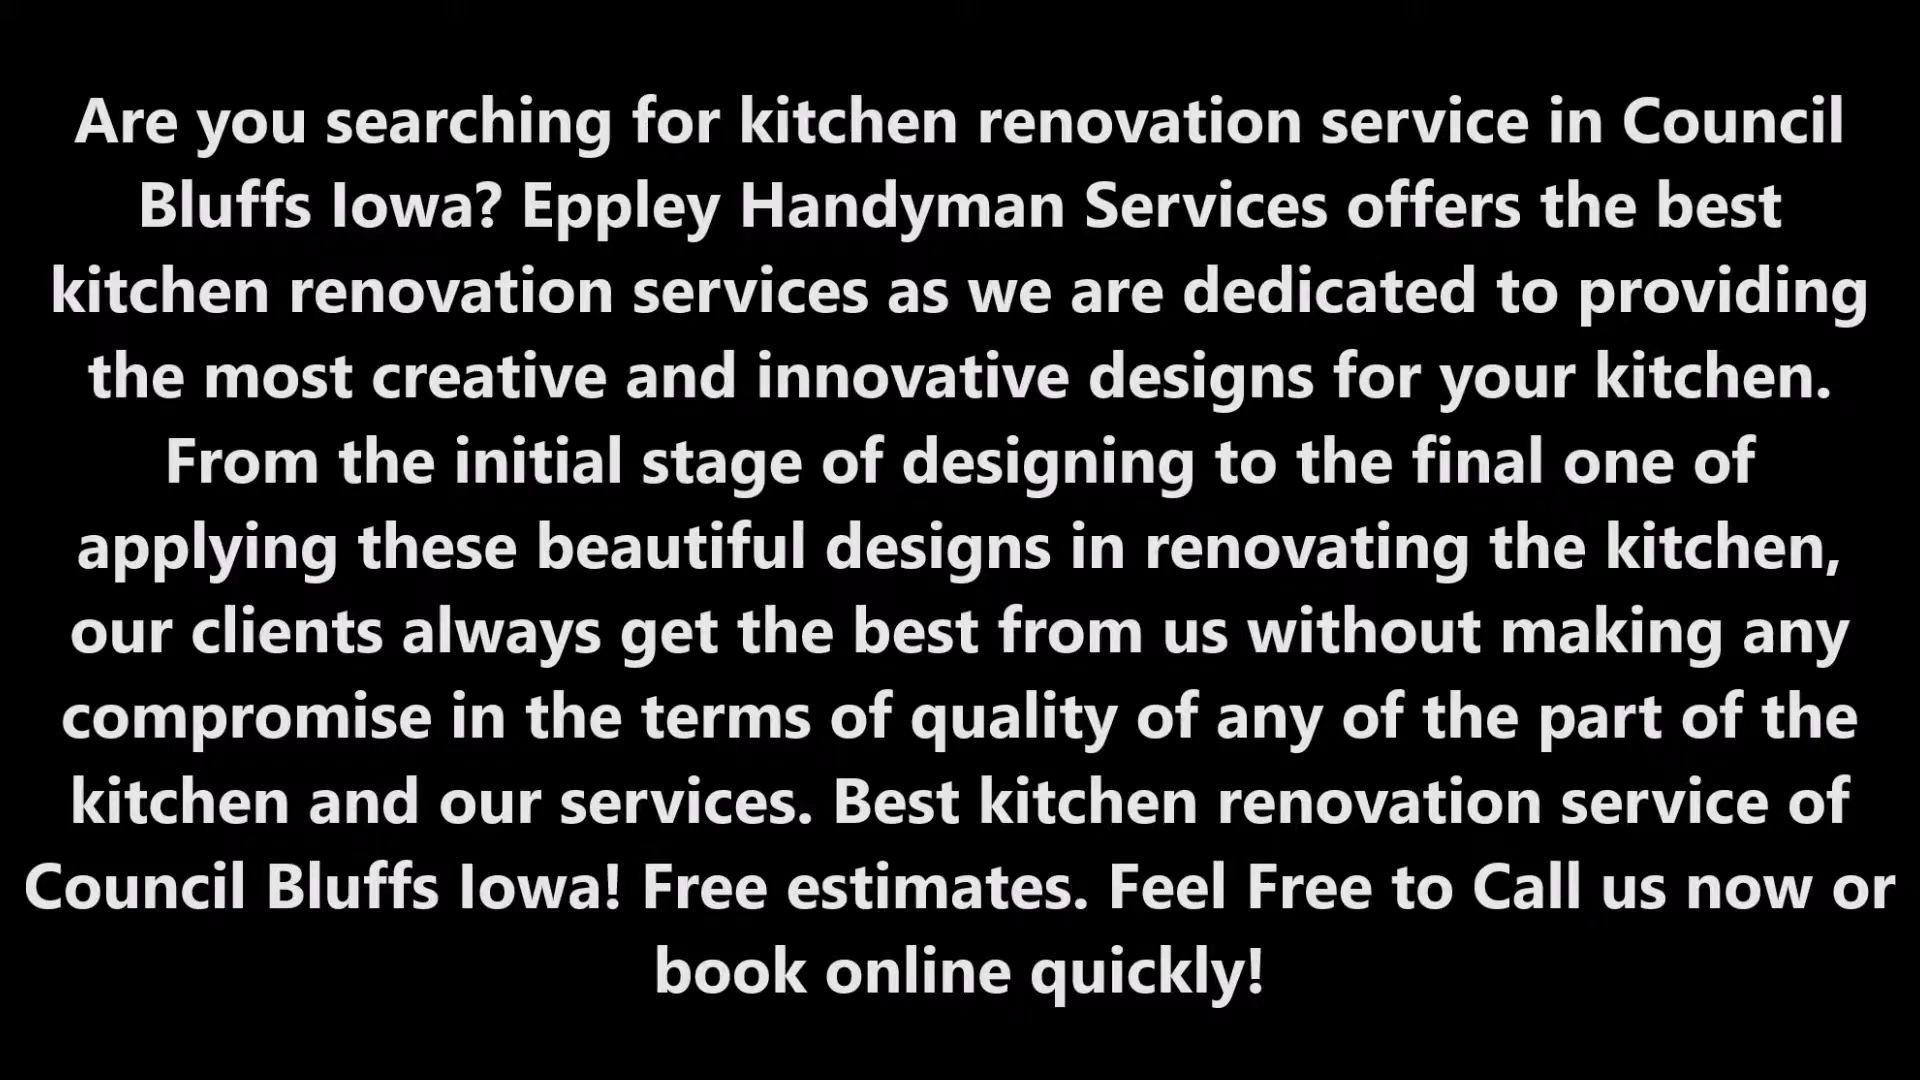 Are you searching for kitchen renovation service in Council
Bluffs Iowa? Eppley Handyman Services offers the best
kitchen renovation services as we are dedicated to providing
the most creative and innovative designs for your kitchen.
From the initial stage of designing to the final one of
applying these beautiful designs in renovating the kitchen,
our clients always get the best from us without making any
compromise in the terms of quality of any of the part of the
kitchen and our services. Best kitchen renovation service of
Council Bluffs Iowa! Free estimates. Feel Free to Call us now or
book online quickly!